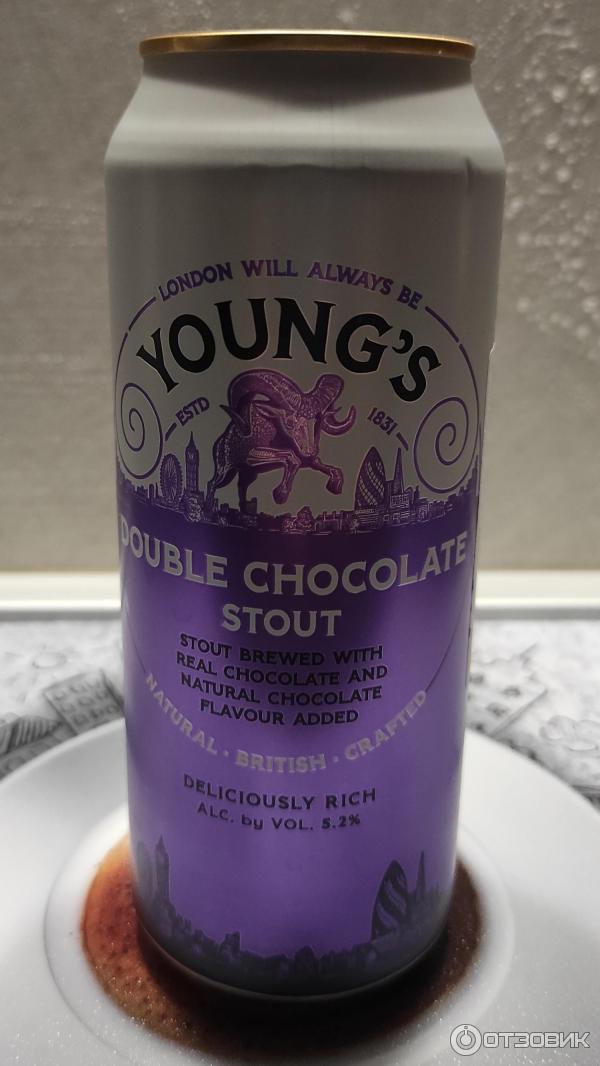 LONDON WILL ALWAYS BE
YOUNG'S
ESTD 1831
DOUBLE CHOCOLATE
STOUT
STOUT BREWED WITH
REAL CHOCOLATE AND
NATURAL CHOCOLATE
FLAVOUR ADDED
NATURAL · BRITISH · CRAFTED
DELICIOUSLY RICH
ALC. by VOL. 5.2%
ОТЗОВИК